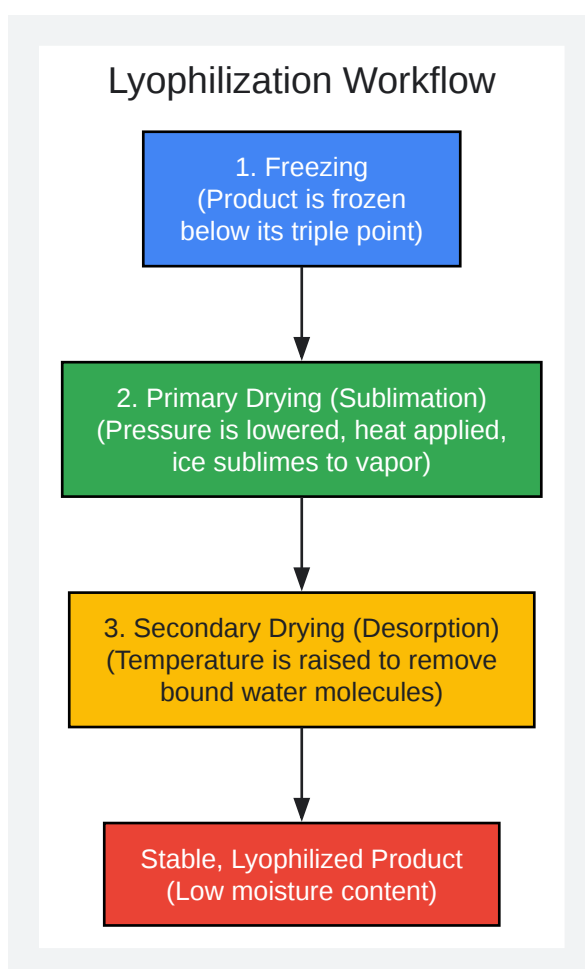 Lyophilization Workflow
1. Freezing
(Product is frozen
below its triple point)
2. Primary Drying (Sublimation)
(Pressure is lowered, heat applied,
ice sublimes to vapor)
3. Secondary Drying (Desorption)
(Temperature is raised to remove
bound water molecules)
Stable, Lyophilized Product
(Low moisture content)